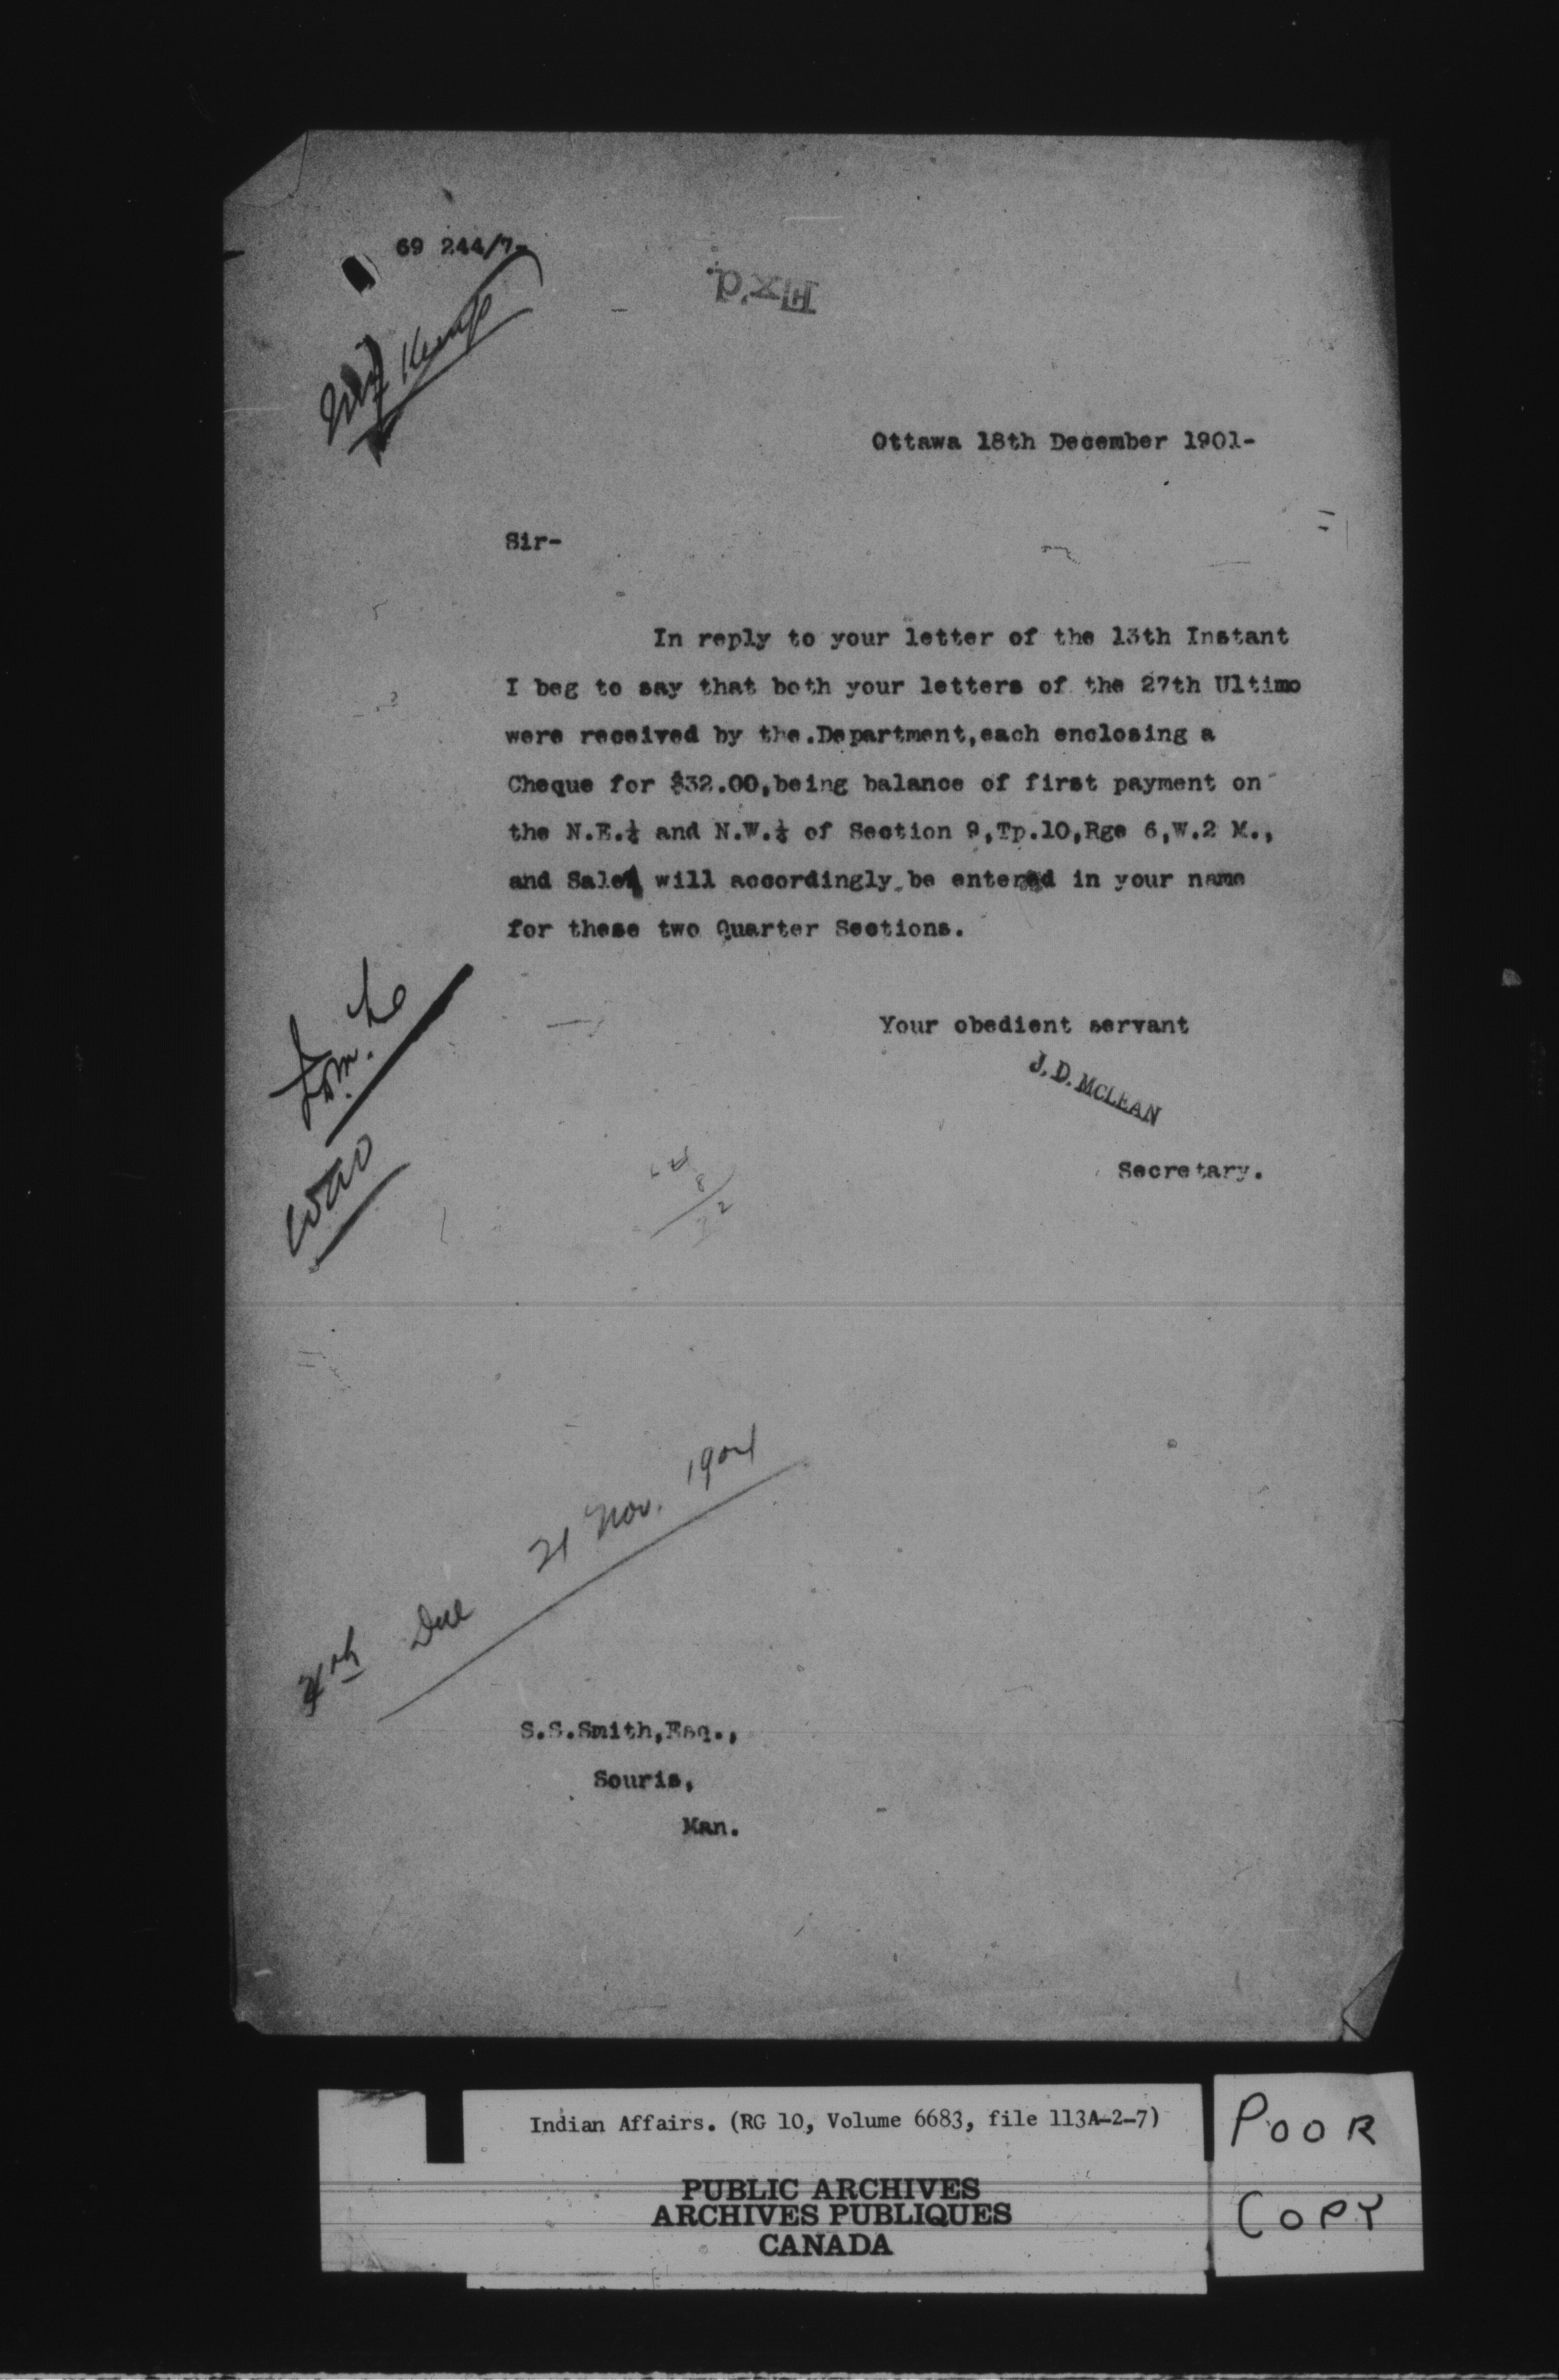 69 244/7-
Ex'd.
Kemp
Ottawa 18th December 1901-
Sir-
In reply to your letter of the 13th Instant
I beg to say that both your letters of the 27th Ultimo
were received by the.Department,each enclosing a
Cheque for $32.00,being balance of first payment on
the N.E.¼ and N.W.¼ of Section 9,Tp.10,Rge 6,W.2 M.,
and Sales will accordingly be entered in your name
for these two Quarter Sections.
Your obedient servant
J.D. McLEAN
Secretary.
4th Due 21 Nov. 1904
S.S.Smith,Esq.,
Souris,
Man.
Indian Affairs. (RG 10, Volume 6683, file 113A-2-7)
PUBLIC ARCHIVES
ARCHIVES PUBLIQUES
CANADA
POOR
COPY